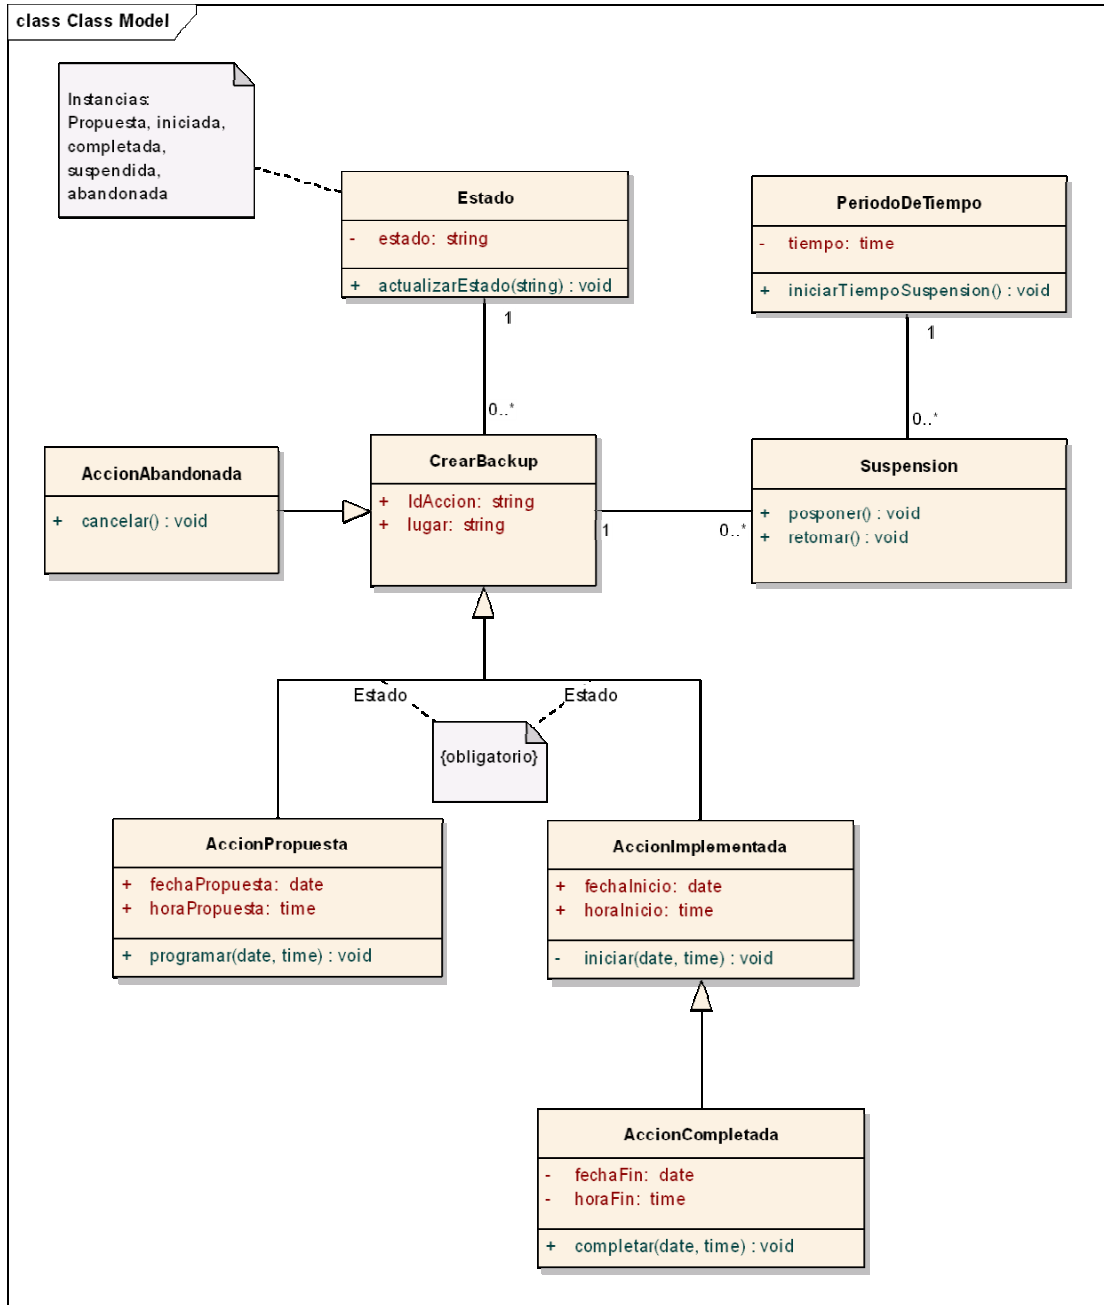 class Class Model
Instancias:
Propuesta, iniciada,
completada,
suspendida,
abandonada
Estado
- estado: string
+ actualizarEstado(string) : void
PeriodoDeTiempo
- tiempo: time
+ iniciarTiempoSuspension() : void
1
1
0..*
0..*
AccionAbandonada
+ cancelar() : void
CrearBackup
+ IdAccion: string
+ lugar: string
1
0..*
Suspension
+ posponer() : void
+ retomar() : void
Estado
Estado
{obligatorio}
AccionPropuesta
+ fechaPropuesta: date
+ horaPropuesta: time
+ programar(date, time) : void
AccionImplementada
+ fechaInicio: date
+ horaInicio: time
- iniciar(date, time) : void
AccionCompletada
- fechaFin: date
- horaFin: time
+ completar(date, time) : void